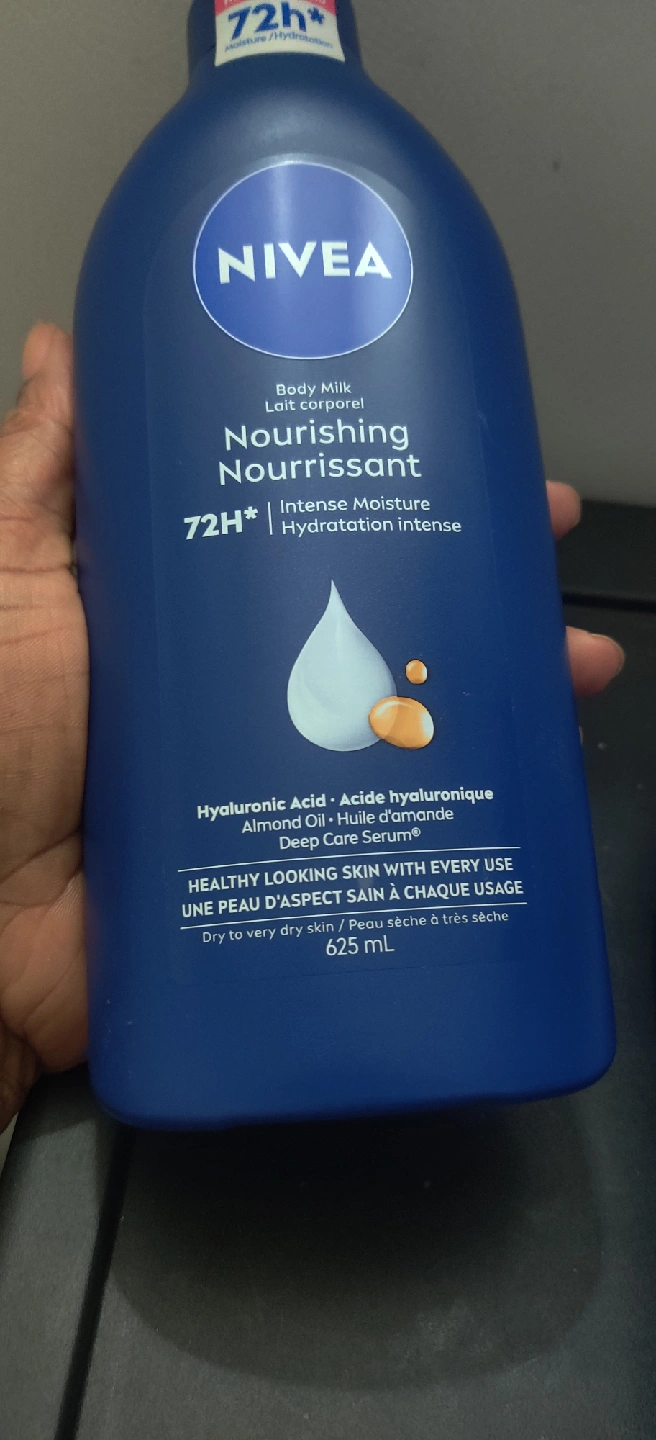 72h*
Moisture / Hydratation
NIVEA
Body Milk
Lait corporel
Nourishing
Nourrissant
72H* | Intense Moisture
Hydratation intense
Hyaluronic Acid · Acide hyaluronique
Almond Oil · Huile d'amande
Deep Care Serum®
HEALTHY LOOKING SKIN WITH EVERY USE
UNE PEAU D'ASPECT SAIN À CHAQUE USAGE
Dry to very dry skin / Peau sèche à très sèche
625 mL